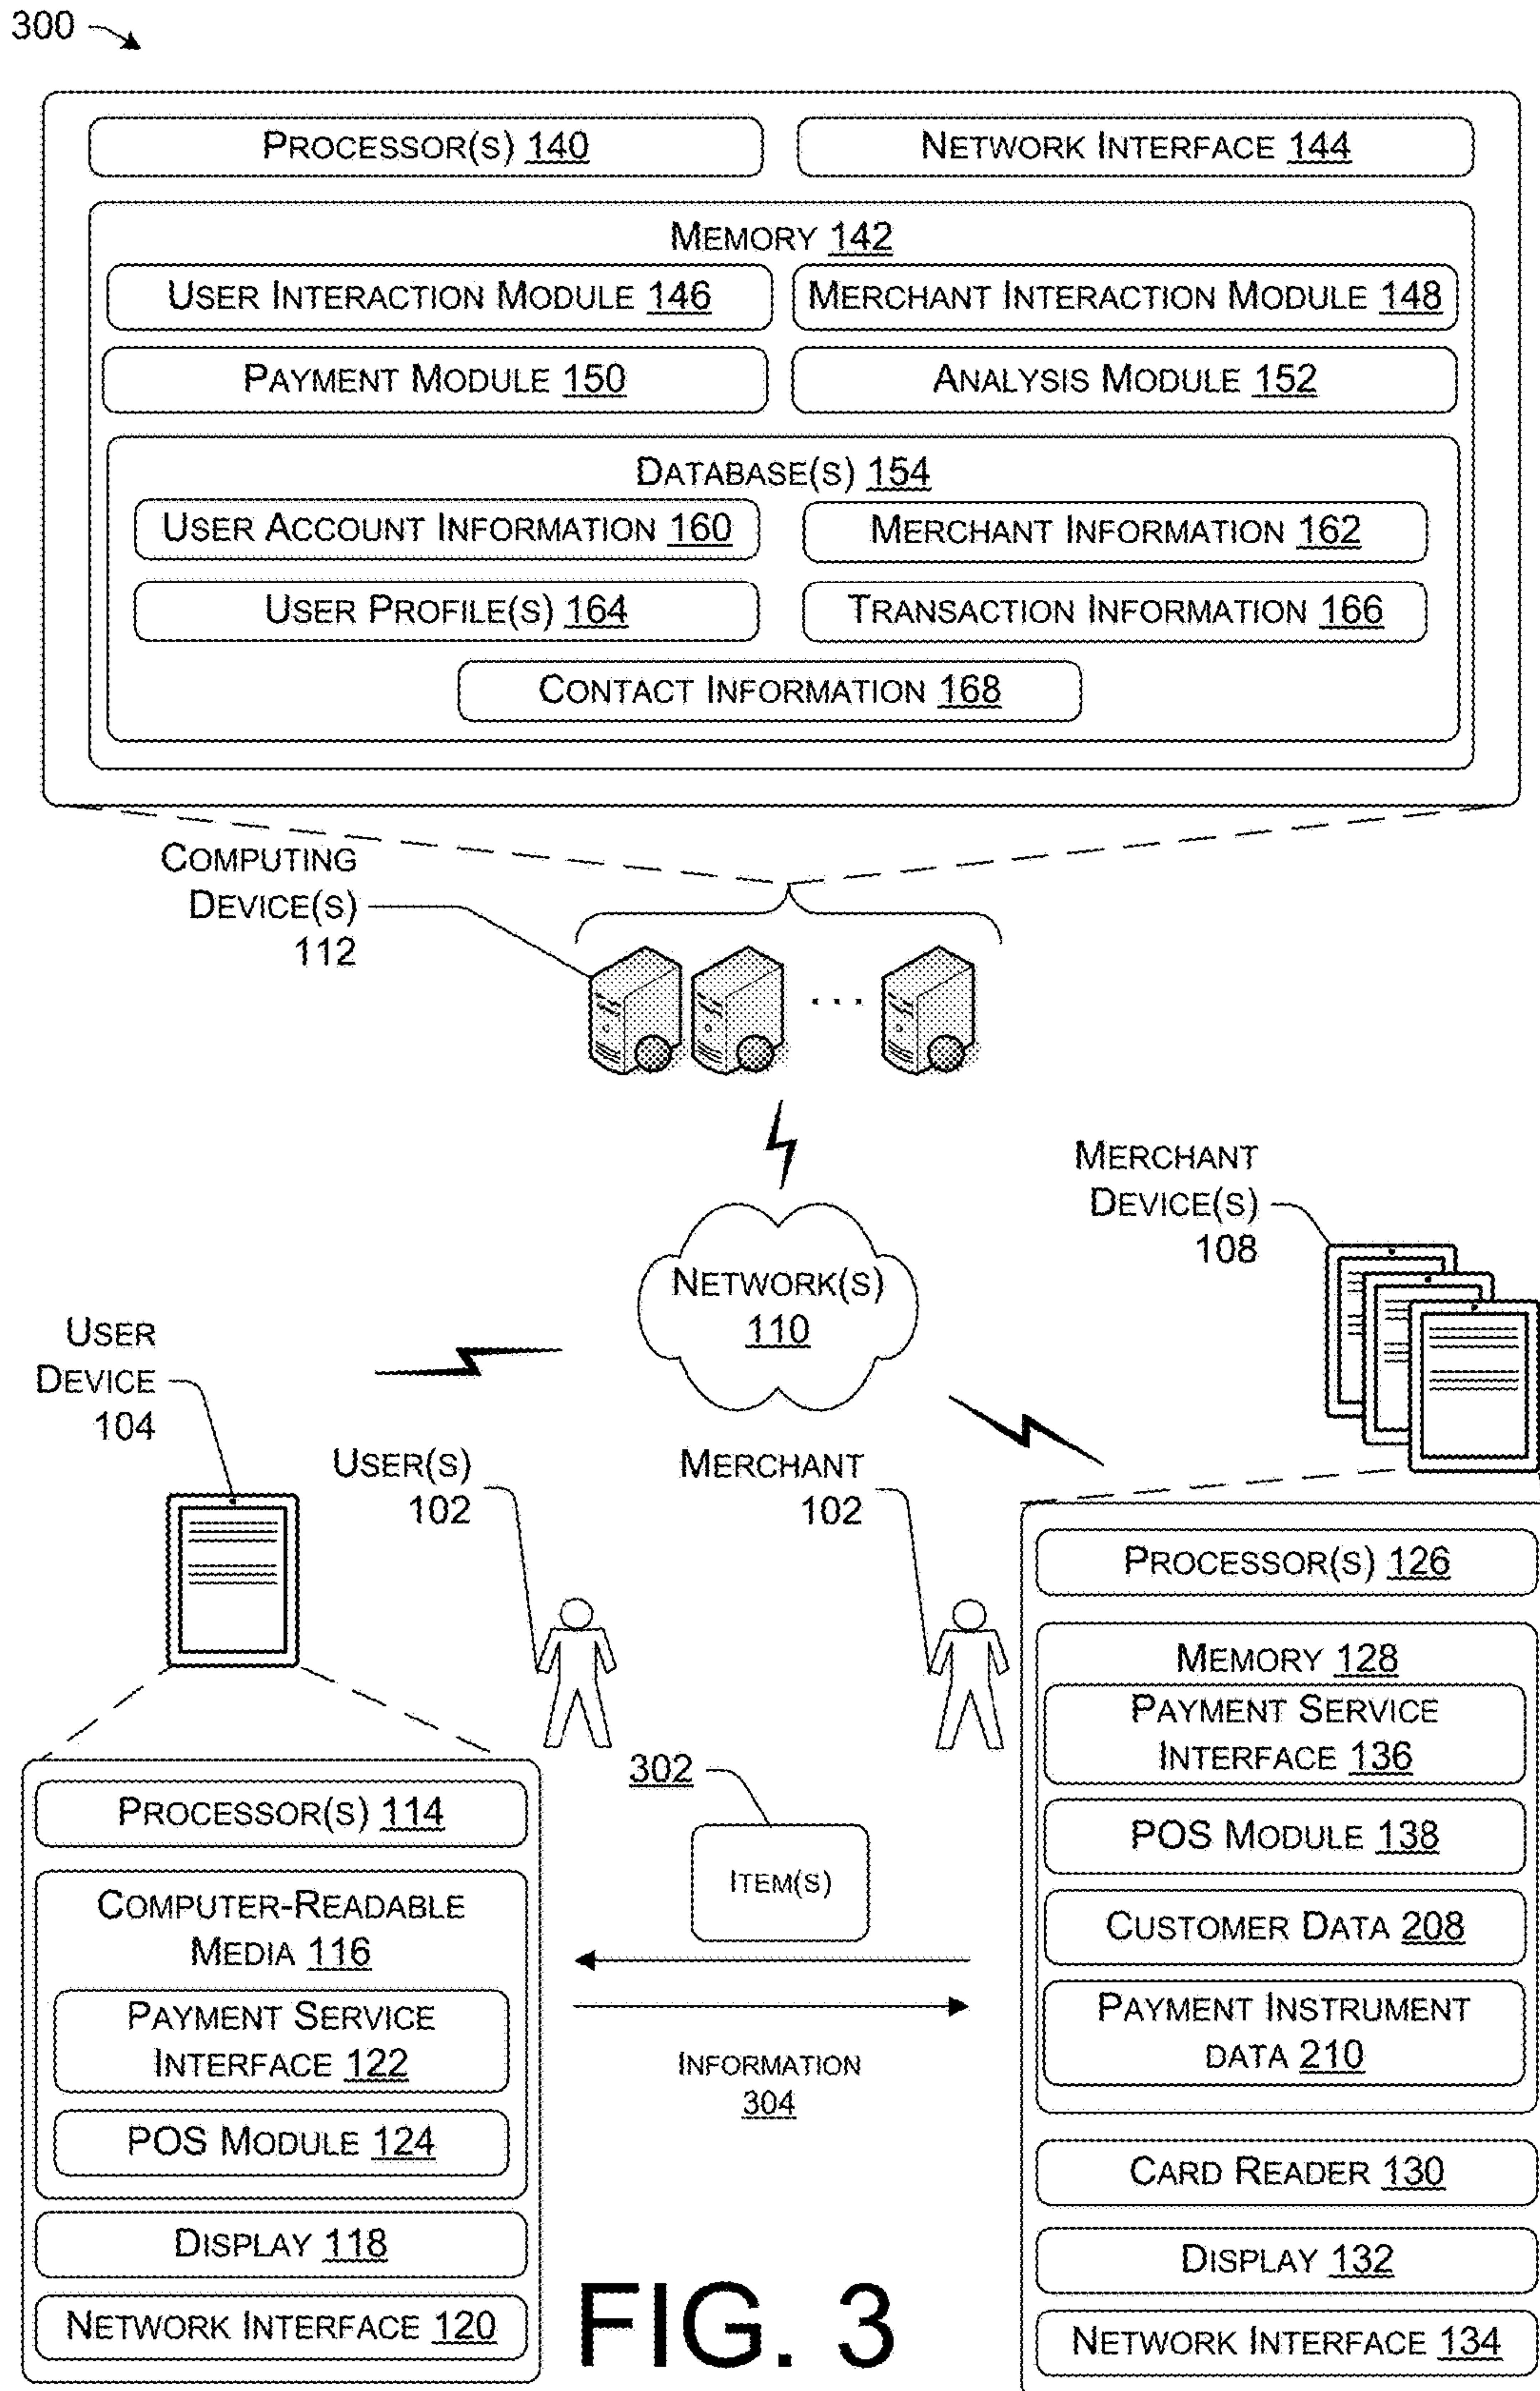 300
PROCESSOR(S) 140
NETWORK INTERFACE 144
MEMORY 142
USER INTERACTION MODULE 146
MERCHANT INTERACTION MODULE 148
PAYMENT MODULE 150
ANALYSIS MODULE 152
DATABASE(S) 154
USER ACCOUNT INFORMATION 160
MERCHANT INFORMATION 162
USER PROFILE(S) 164
TRANSACTION INFORMATION 166
CONTACT INFORMATION 168
COMPUTING
DEVICE(S)
112
...
MERCHANT
DEVICE(S)
108
NETWORK(S)
110
USER
DEVICE
104
USER(S)
102
MERCHANT
102
PROCESSOR(S) 126
MEMORY 128
PAYMENT SERVICE
INTERFACE 136
POS MODULE 138
CUSTOMER DATA 208
PAYMENT INSTRUMENT
DATA 210
CARD READER 130
DISPLAY 132
NETWORK INTERFACE 134
302
ITEM(S)
INFORMATION
304
PROCESSOR(S) 114
COMPUTER-READABLE
MEDIA 116
PAYMENT SERVICE
INTERFACE 122
POS MODULE 124
DISPLAY 118
NETWORK INTERFACE 120
FIG. 3